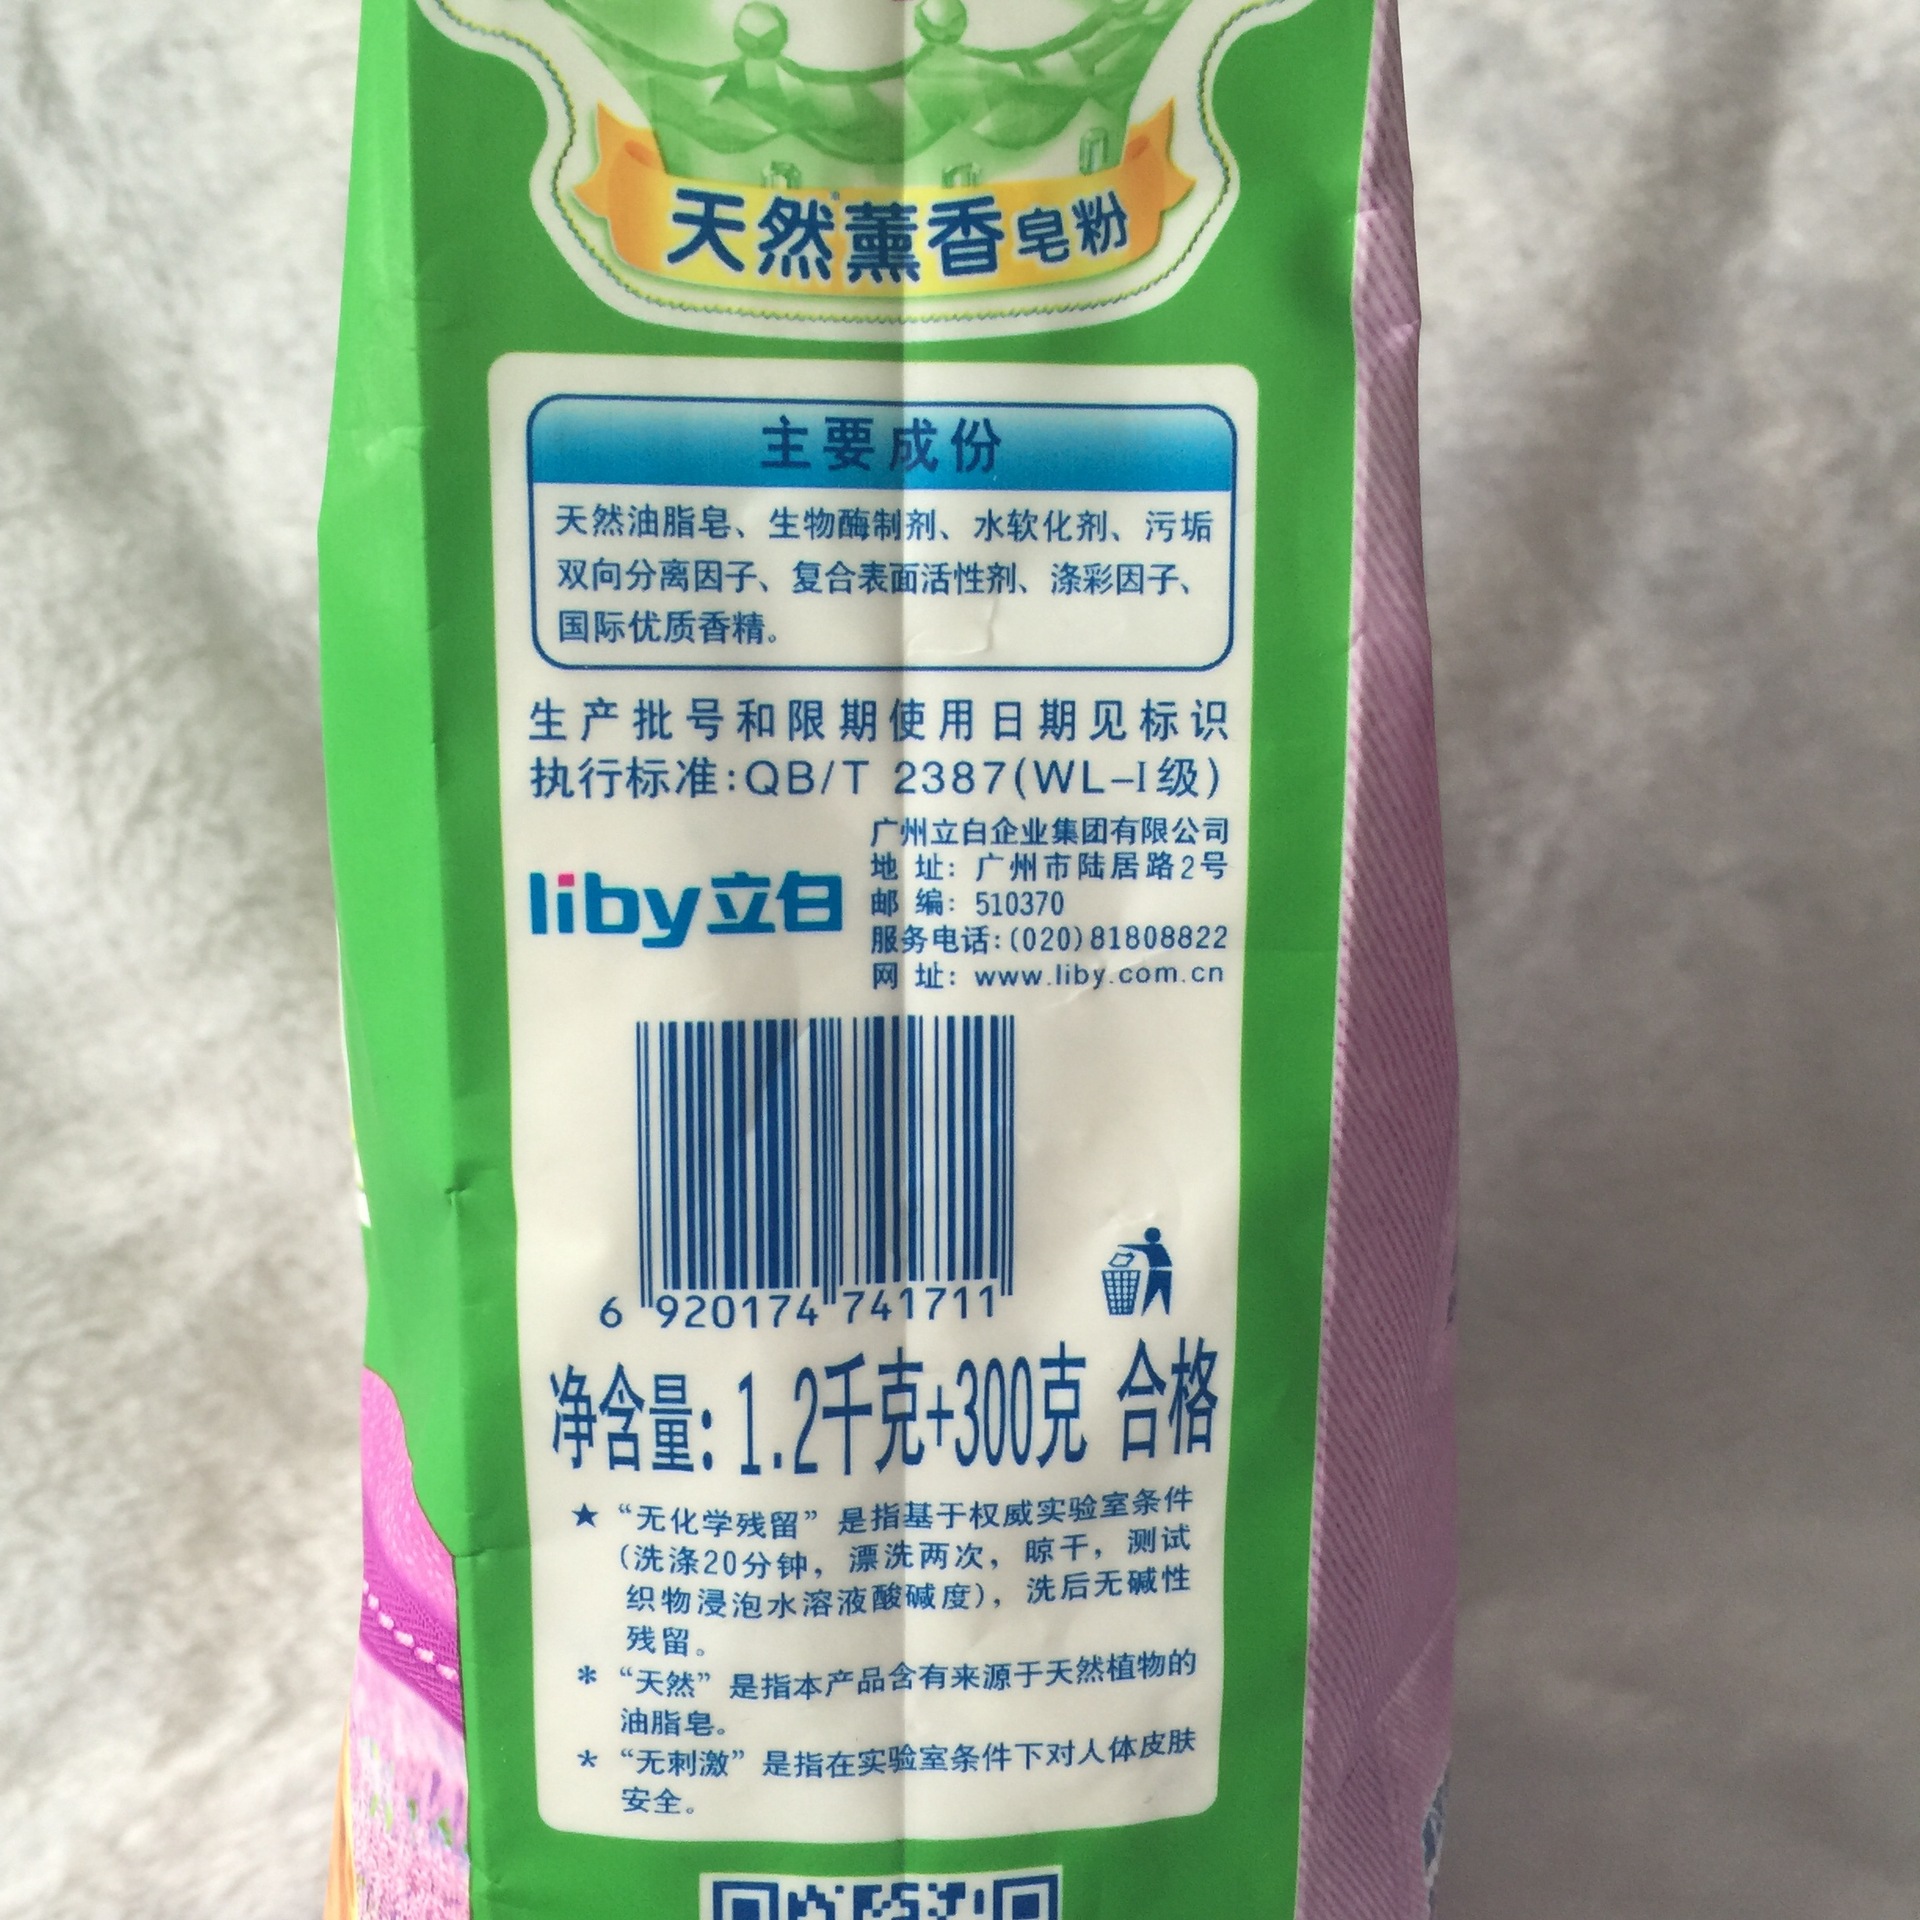 天然*薰香皂粉
主要成份
天然油脂皂、生物酶制剂、水软化剂、污垢
双向分离因子、复合表面活性剂、涤彩因子、
国际优质香精。
生产批号和限期使用日期见标识
执行标准:QB/T 2387(WL-I级)
liby立白
广州立白企业集团有限公司
地 址: 广州市陆居路2号
邮 编: 510370
服务电话:(020)81808822
网 址: www.liby.com.cn
6 920174 741711
净含量: 1.2千克+300克 合格
★ “无化学残留” 是指基于权威实验室条件
(洗涤20分钟, 漂洗两次, 晾干, 测试
织物浸泡水溶液酸碱度), 洗后无碱性
残留。
* “天然” 是指本产品含有来源于天然植物的
油脂皂。
* “无刺激” 是指在实验室条件下对人体皮肤
安全。